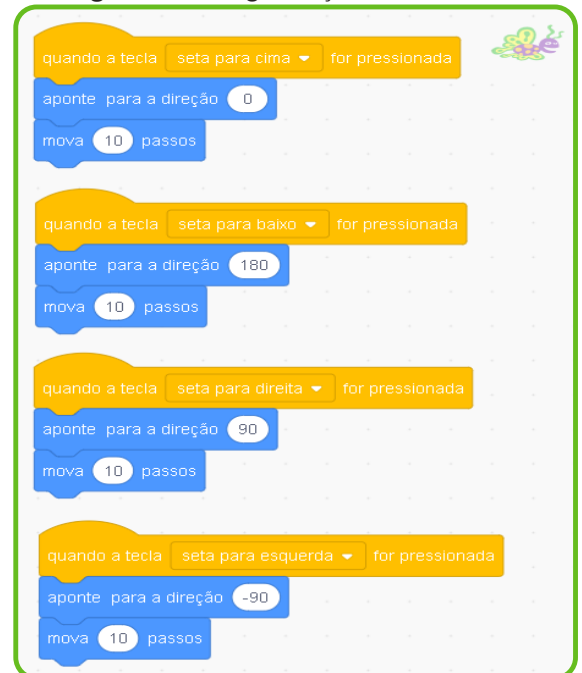 quando a tecla seta para cima for pressionada
aponte para a direção 0
mova 10 passos
quando a tecla seta para baixo for pressionada
aponte para a direção 180
mova 10 passos
quando a tecla seta para direita for pressionada
aponte para a direção 90
mova 10 passos
quando a tecla seta para esquerda for pressionada
aponte para a direção -90
mova 10 passos